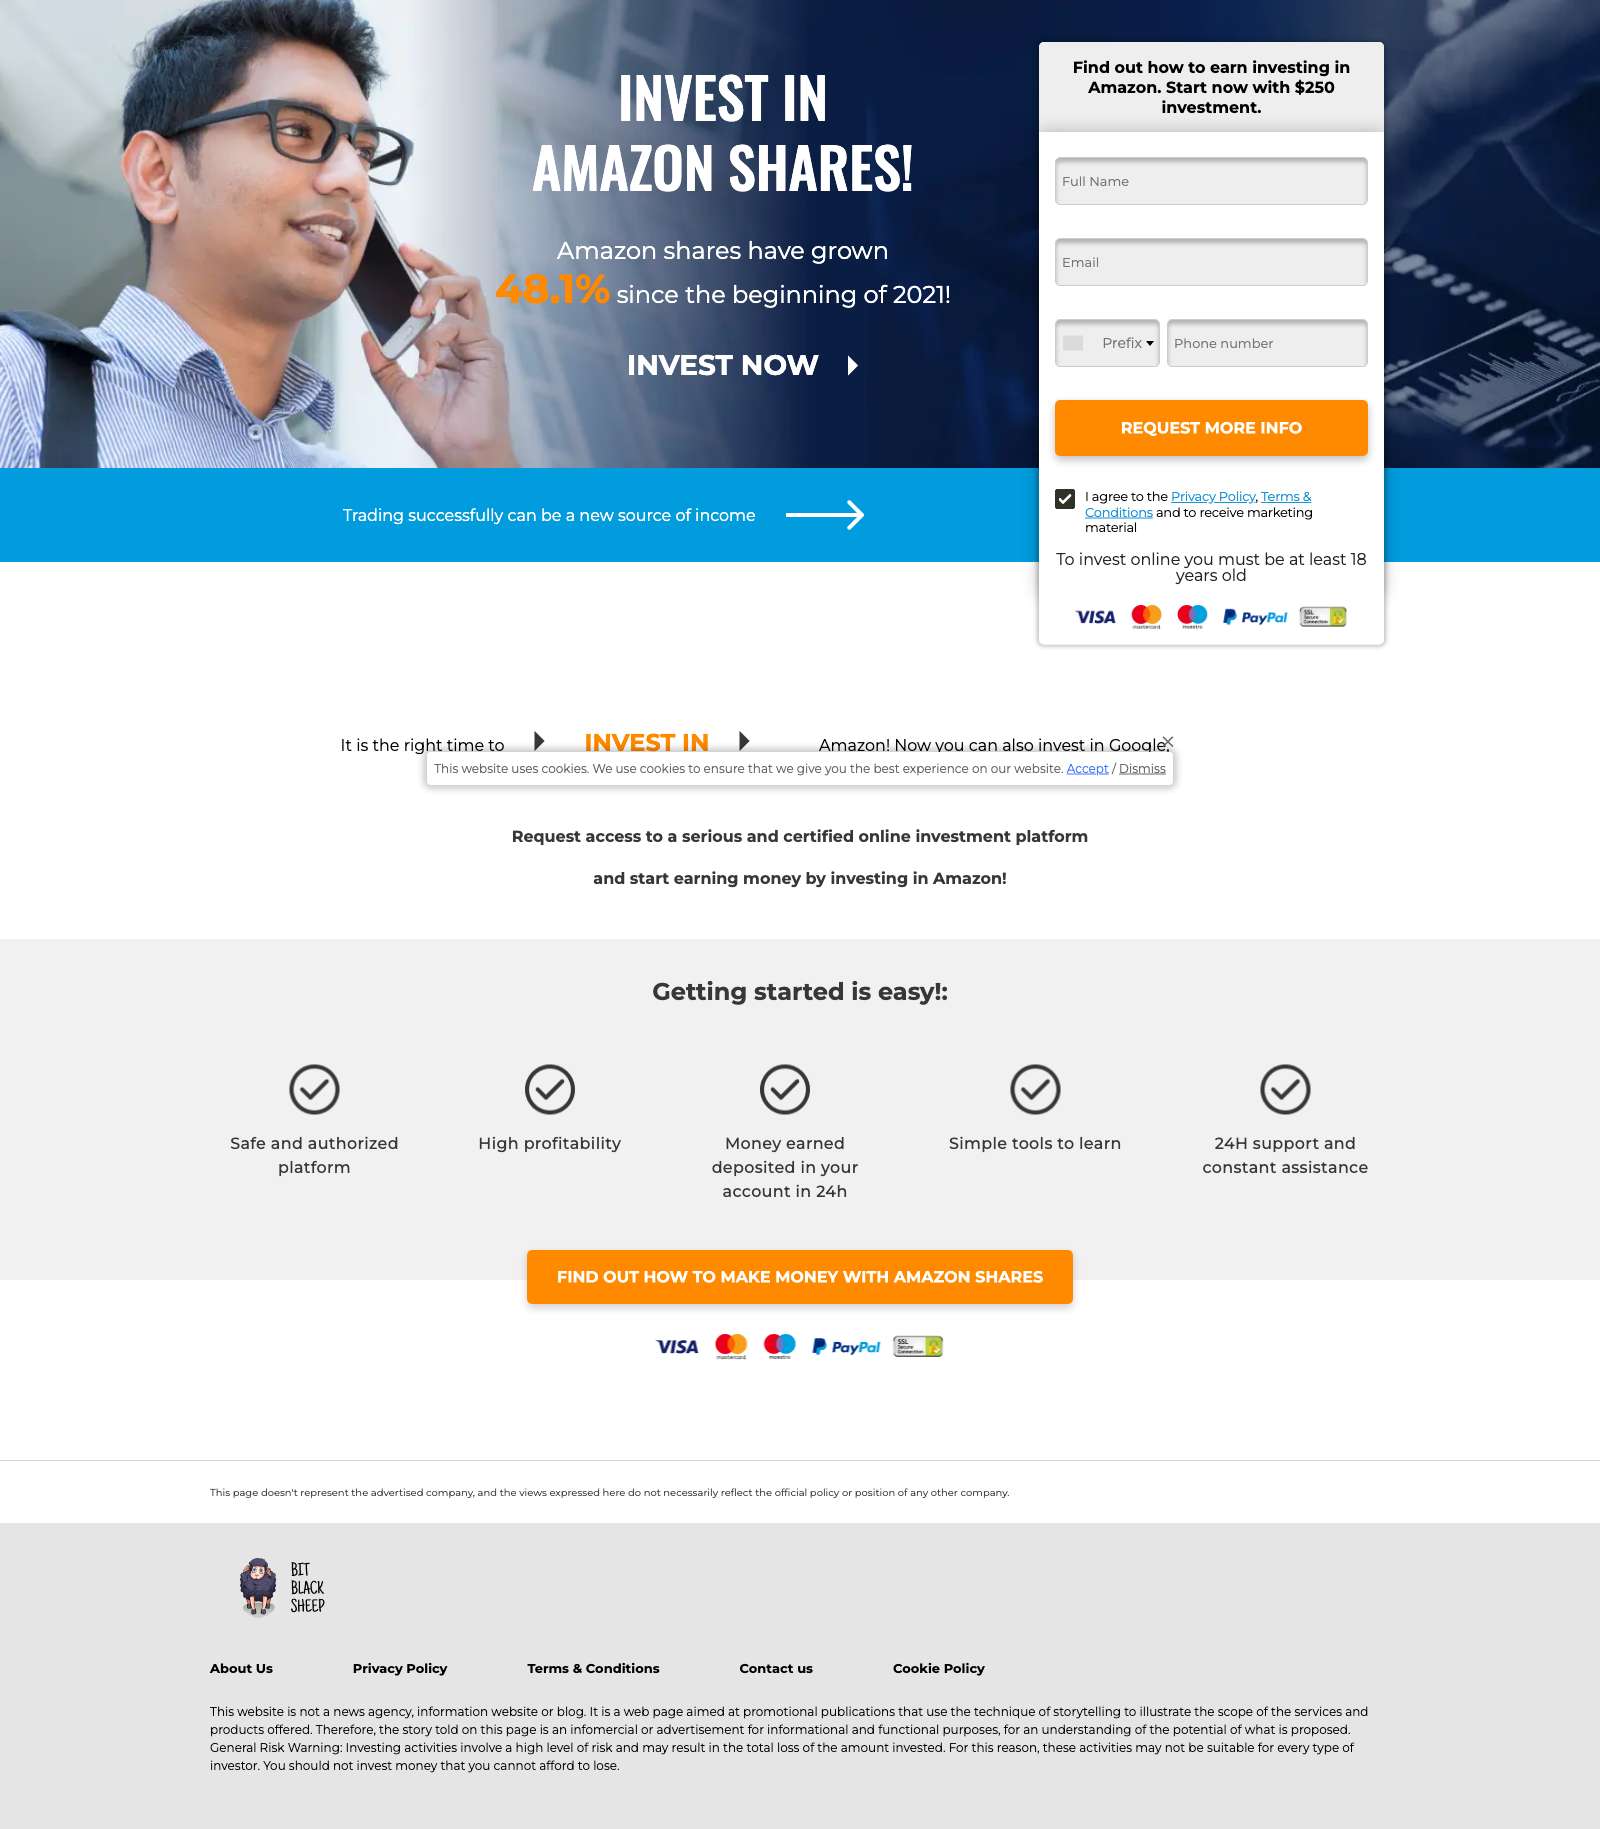 INVEST IN
AMAZON SHARES!
Amazon shares have grown
48.1% since the beginning of 2021!
INVEST NOW
Find out how to earn investing in
Amazon. Start now with $250
investment.
Full Name
Email
Prefix
Phone number
REQUEST MORE INFO
I agree to the Privacy Policy, Terms &
Conditions and to receive marketing
material
To invest online you must be at least 18
years old
VISA mastercard maestro PayPal SSL Secure Connection
Trading successfully can be a new source of income
It is the right time to INVEST IN Amazon! Now you can also invest in Google.
This website uses cookies. We use cookies to ensure that we give you the best experience on our website. Accept / Dismiss
Request access to a serious and certified online investment platform
and start earning money by investing in Amazon!
Getting started is easy!:
Safe and authorized
platform
High profitability
Money earned
deposited in your
account in 24h
Simple tools to learn
24H support and
constant assistance
FIND OUT HOW TO MAKE MONEY WITH AMAZON SHARES
VISA mastercard maestro PayPal SSL Secure Connection
This page doesn't represent the advertised company, and the views expressed here do not necessarily reflect the official policy or position of any other company.
BIT
BLACK
SHEEP
About Us Privacy Policy Terms & Conditions Contact us Cookie Policy
This website is not a news agency, information website or blog. It is a web page aimed at promotional publications that use the technique of storytelling to illustrate the scope of the services and
products offered. Therefore, the story told on this page is an infomercial or advertisement for informational and functional purposes, for an understanding of the potential of what is proposed.
General Risk Warning: Investing activities involve a high level of risk and may result in the total loss of the amount invested. For this reason, these activities may not be suitable for every type of
investor. You should not invest money that you cannot afford to lose.